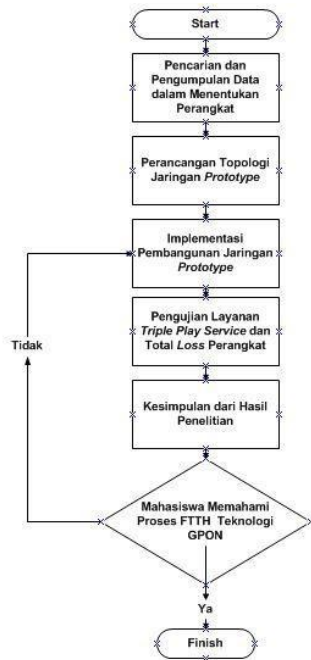 Start
Pencarian dan
Pengumpulan Data
dalam Menentukan
Perangkat
Perancangan Topologi
Jaringan Prototype
Implementasi
Pembangunan Jaringan
Prototype
Pengujian Layanan
Triple Play Service dan
Total Loss Perangkat
Tidak
Kesimpulan dari Hasil
Penelitian
Mahasiswa Memahami
Proses FTTH Teknologi
GPON
Ya
Finish